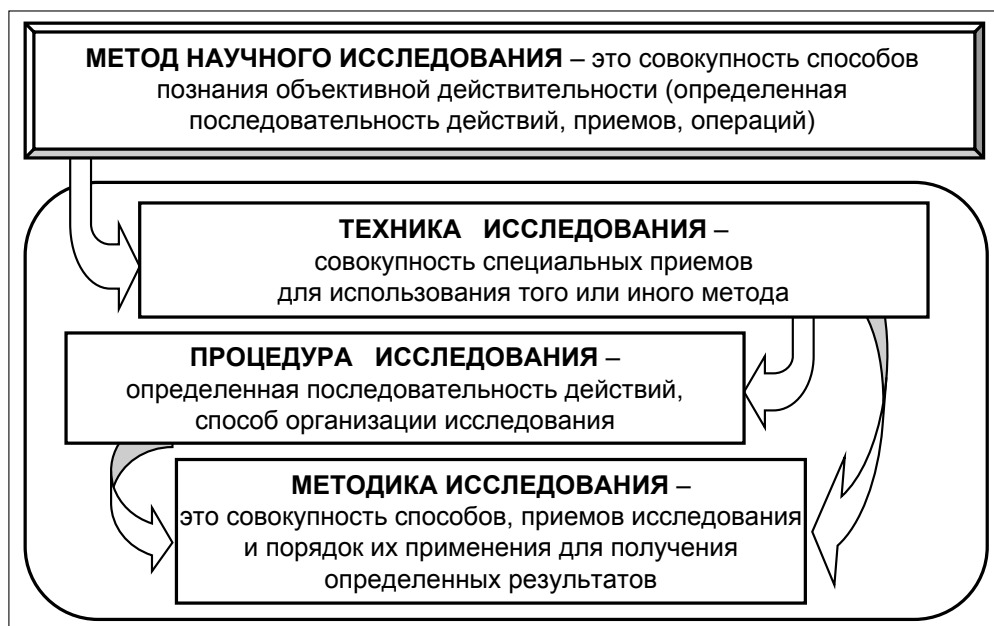 МЕТОД НАУЧНОГО ИССЛЕДОВАНИЯ – это совокупность способов
познания объективной действительности (определенная
последовательность действий, приемов, операций)
ТЕХНИКА ИССЛЕДОВАНИЯ –
совокупность специальных приемов
для использования того или иного метода
ПРОЦЕДУРА ИССЛЕДОВАНИЯ –
определенная последовательность действий,
способ организации исследования
МЕТОДИКА ИССЛЕДОВАНИЯ –
это совокупность способов, приемов исследования
и порядок их применения для получения
определенных результатов